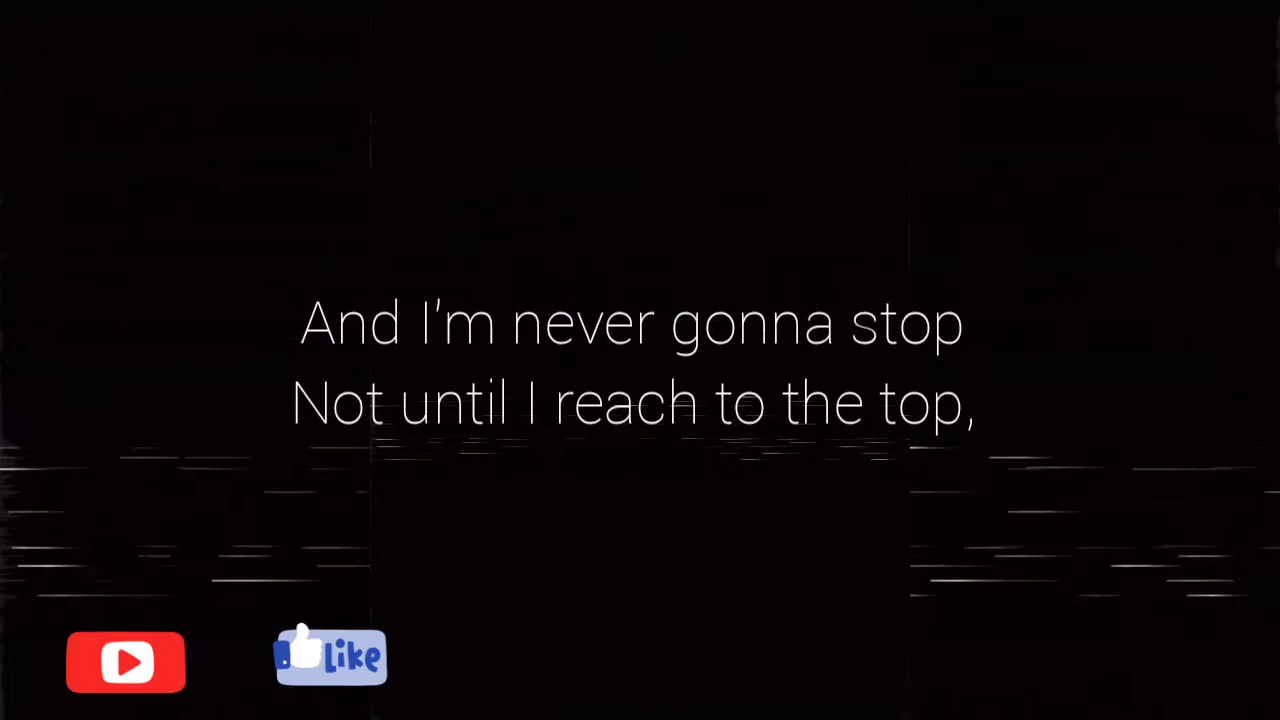 And I'm never gonna stop
Not until I reach to the top,
Like